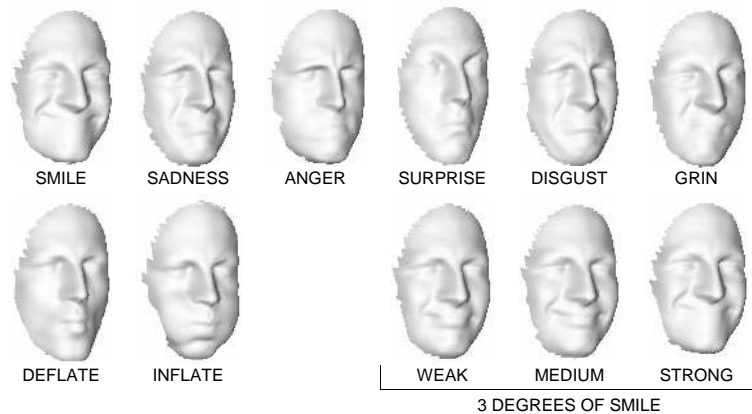 SMILE SADNESS ANGER SURPRISE DISGUST GRIN
DEFLATE INFLATE WEAK MEDIUM STRONG
3 DEGREES OF SMILE